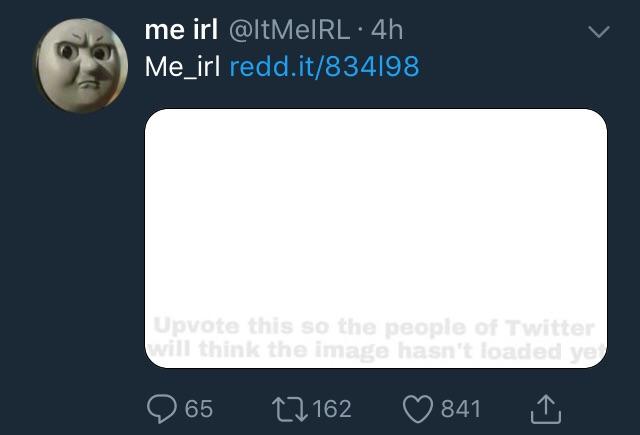 me irl @ItMeIRL · 4h
Me_irl redd.it/834l98
Upvote this so the people of Twitter
will think the image hasn't loaded yet
65 162 841